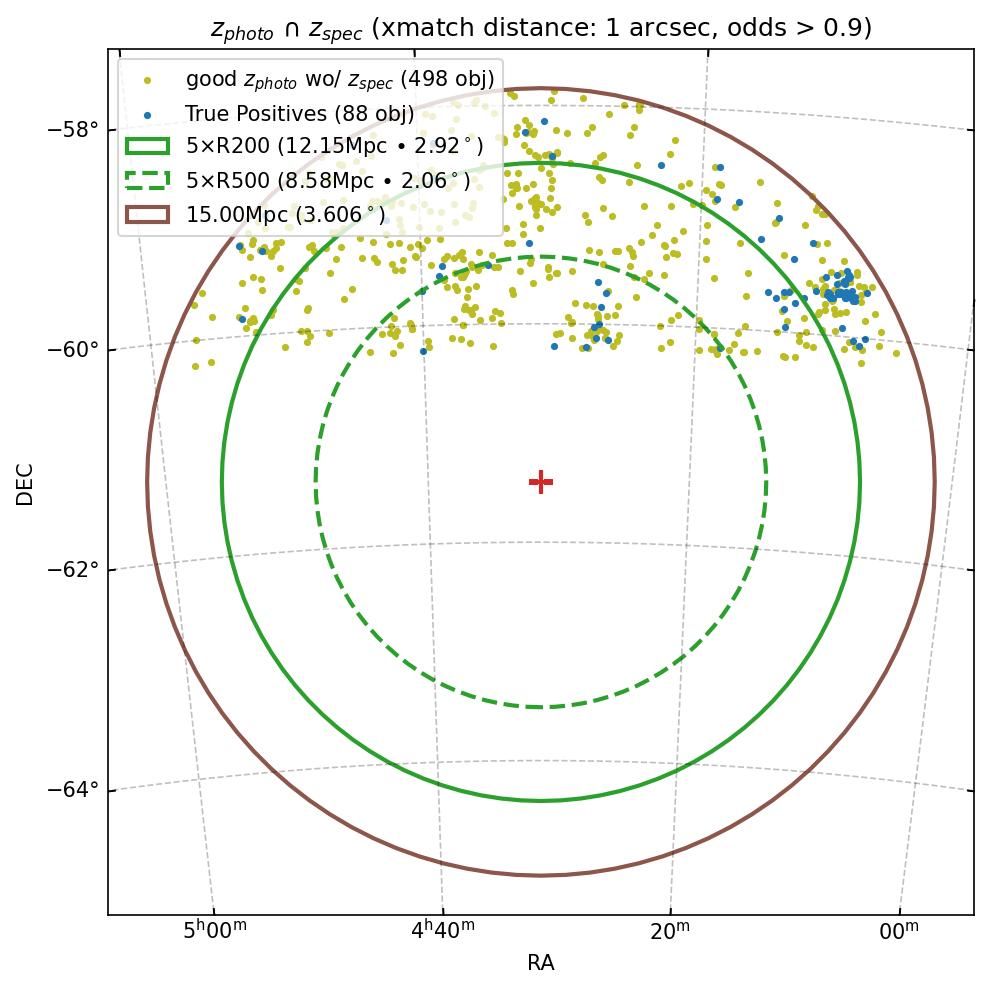 z_photo ∩ z_spec (xmatch distance: 1 arcsec, odds > 0.9)
good z_photo wo/ z_spec (498 obj)
True Positives (88 obj)
5×R200 (12.15Mpc • 2.92°)
5×R500 (8.58Mpc • 2.06°)
15.00Mpc (3.606°)
−58°
−60°
−62°
−64°
DEC
5ʰ00ᵐ 4ʰ40ᵐ 20ᵐ 00ᵐ
RA